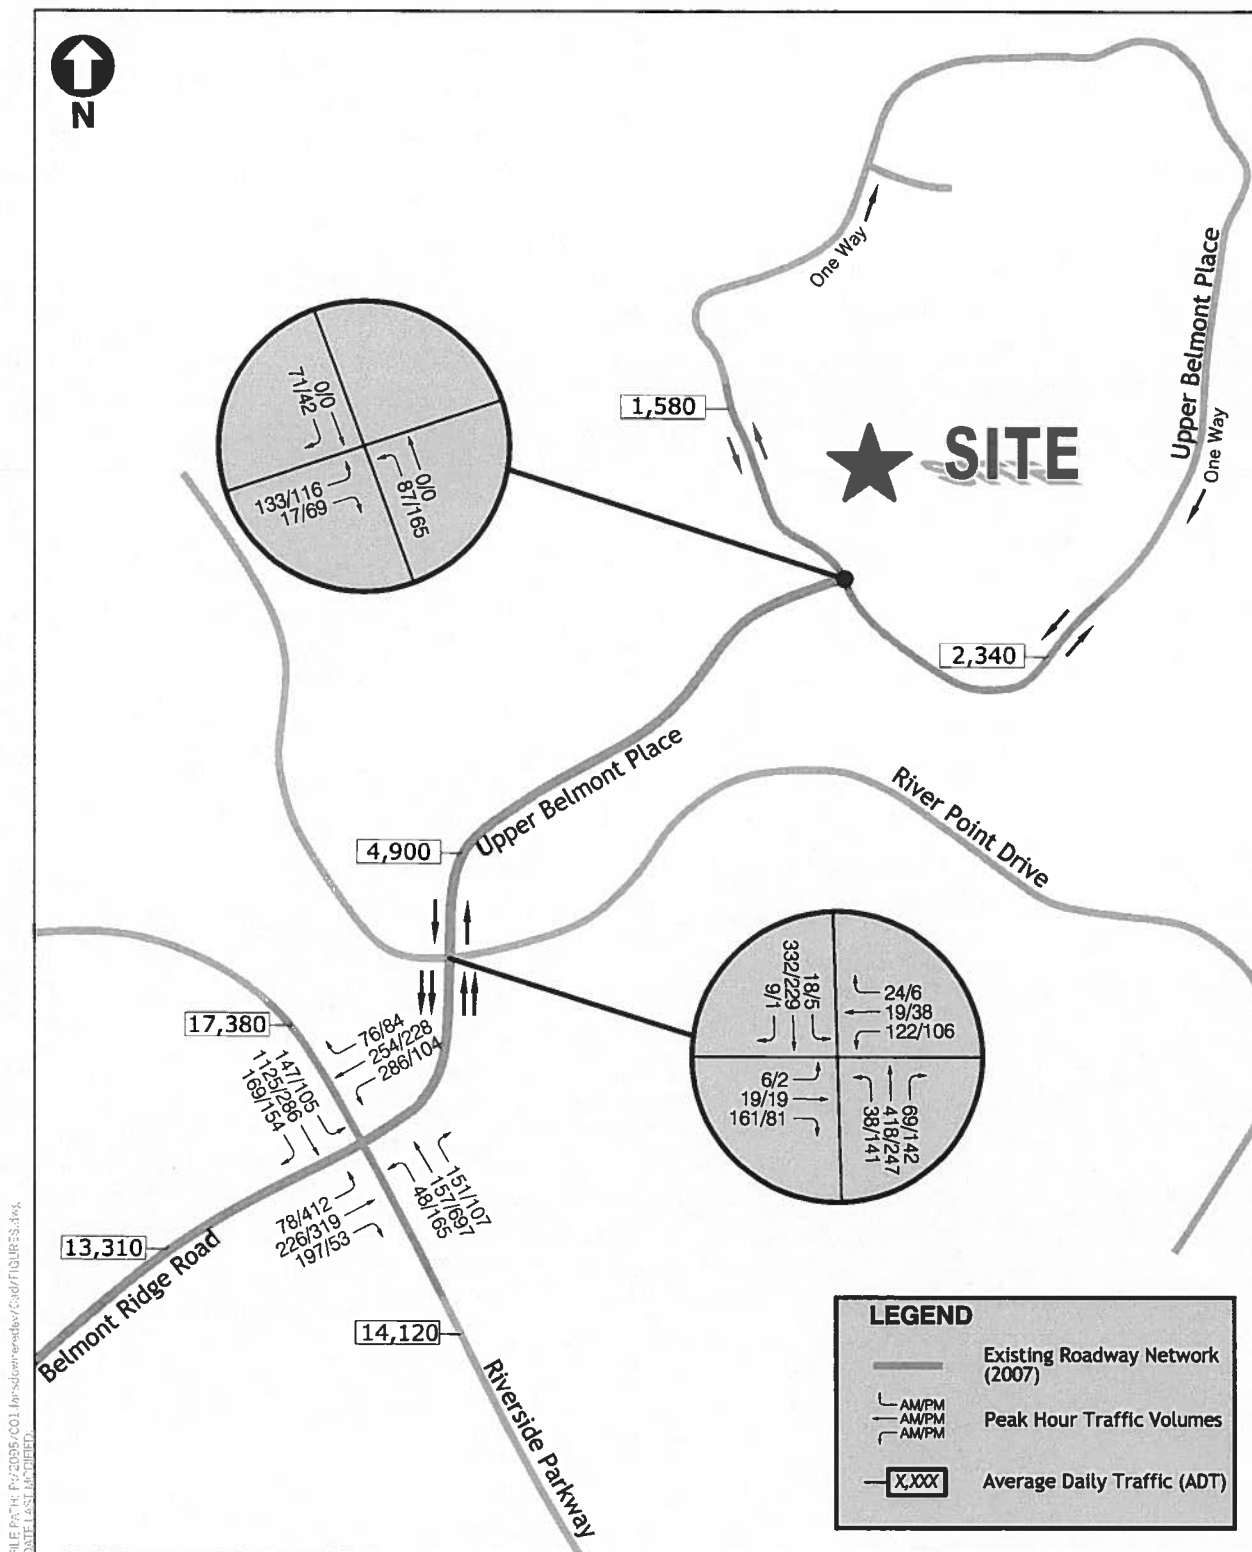 N
One Way
Upper Belmont Place
One Way
1,580
SITE
0/0
71/42
0/0
87/165
133/116
17/69
2,340
Upper Belmont Place
River Point Drive
4,900
18/5
332/229
9/1
24/6
19/38
122/106
6/2
19/19
161/81
69/142
418/247
38/141
17,380
76/84
254/228
286/104
147/105
1125/286
169/154
151/107
157/697
48/165
78/412
226/319
197/53
13,310
Belmont Ridge Road
14,120
Riverside Parkway
LEGEND
Existing Roadway Network
(2007)
AM/PM
AM/PM
AM/PM
Peak Hour Traffic Volumes
X,XXX
Average Daily Traffic (ADT)
DATE LAST MODIFIED: